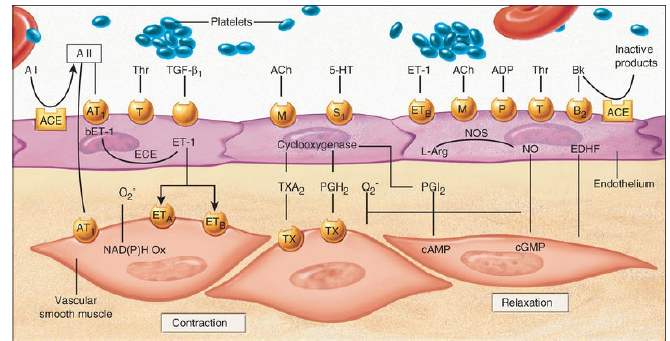 Platelets
A II
Inactive
products
A I
Thr
TGF-β1
ACh
5-HT
ET-1
ACh
ADP
Thr
Bk
ACE
AT1
T
M
S1
ETB
M
P
T
B2
ACE
bET-1
ECE
ET-1
Cyclooxygenase
NOS
L-Arg
NO
EDHF
Endothelium
TXA2
PGH2
O2-
PGI2
O2-
AT1
ETA
ETB
TX
TX
NAD(P)H Ox
cAMP
cGMP
Vascular
smooth muscle
Contraction
Relaxation